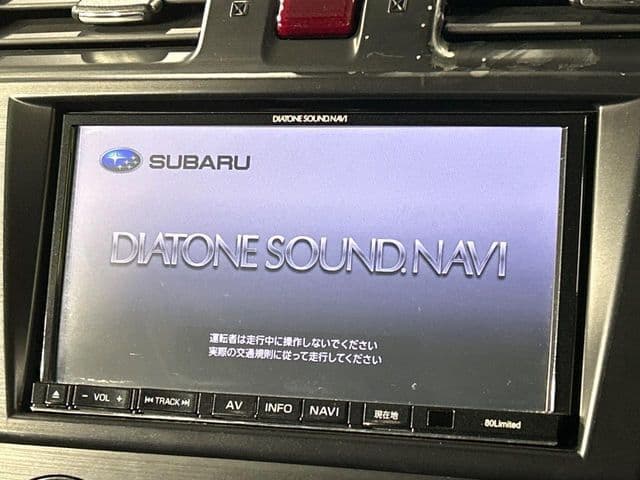 DIATONE SOUND.NAVI
SUBARU
DIATONE SOUND.NAVI
運転者は走行中に操作しないでください
実際の交通規則に従って走行してください
- VOL + TRACK AV INFO NAVI 現在地 80Limited